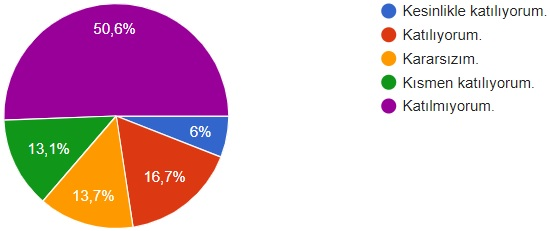 50,6%
6%
16,7%
13,7%
13,1%
Kesinlikle katılıyorum.
Katılıyorum.
Kararsızım.
Kısmen katılıyorum.
Katılmıyorum.